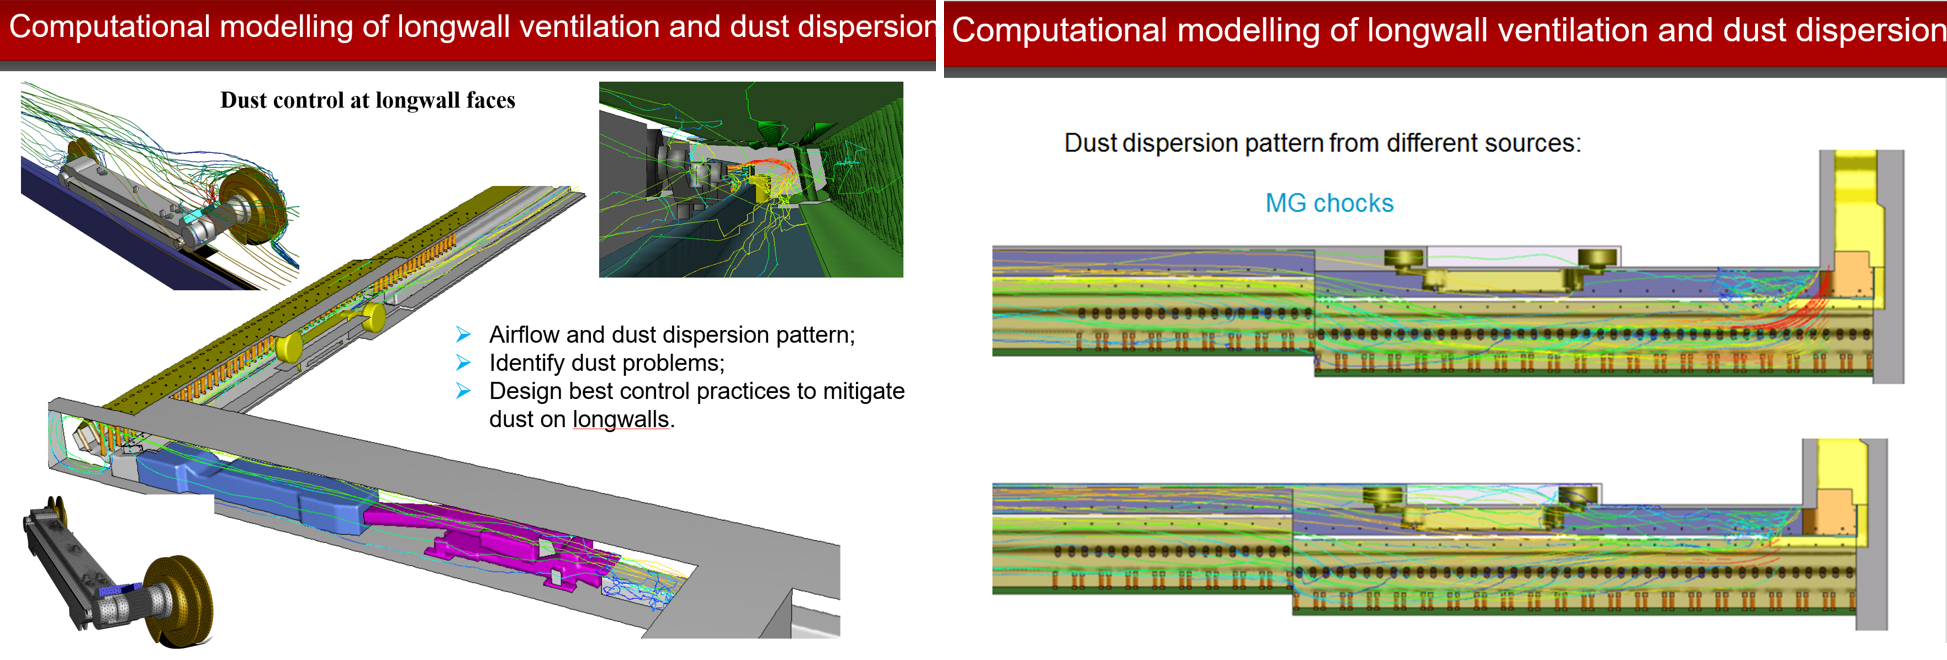 Computational modelling of longwall ventilation and dust dispersion
Dust control at longwall faces
Airflow and dust dispersion pattern;
Identify dust problems;
Design best control practices to mitigate
dust on longwalls.
Computational modelling of longwall ventilation and dust dispersion
Dust dispersion pattern from different sources:
MG chocks